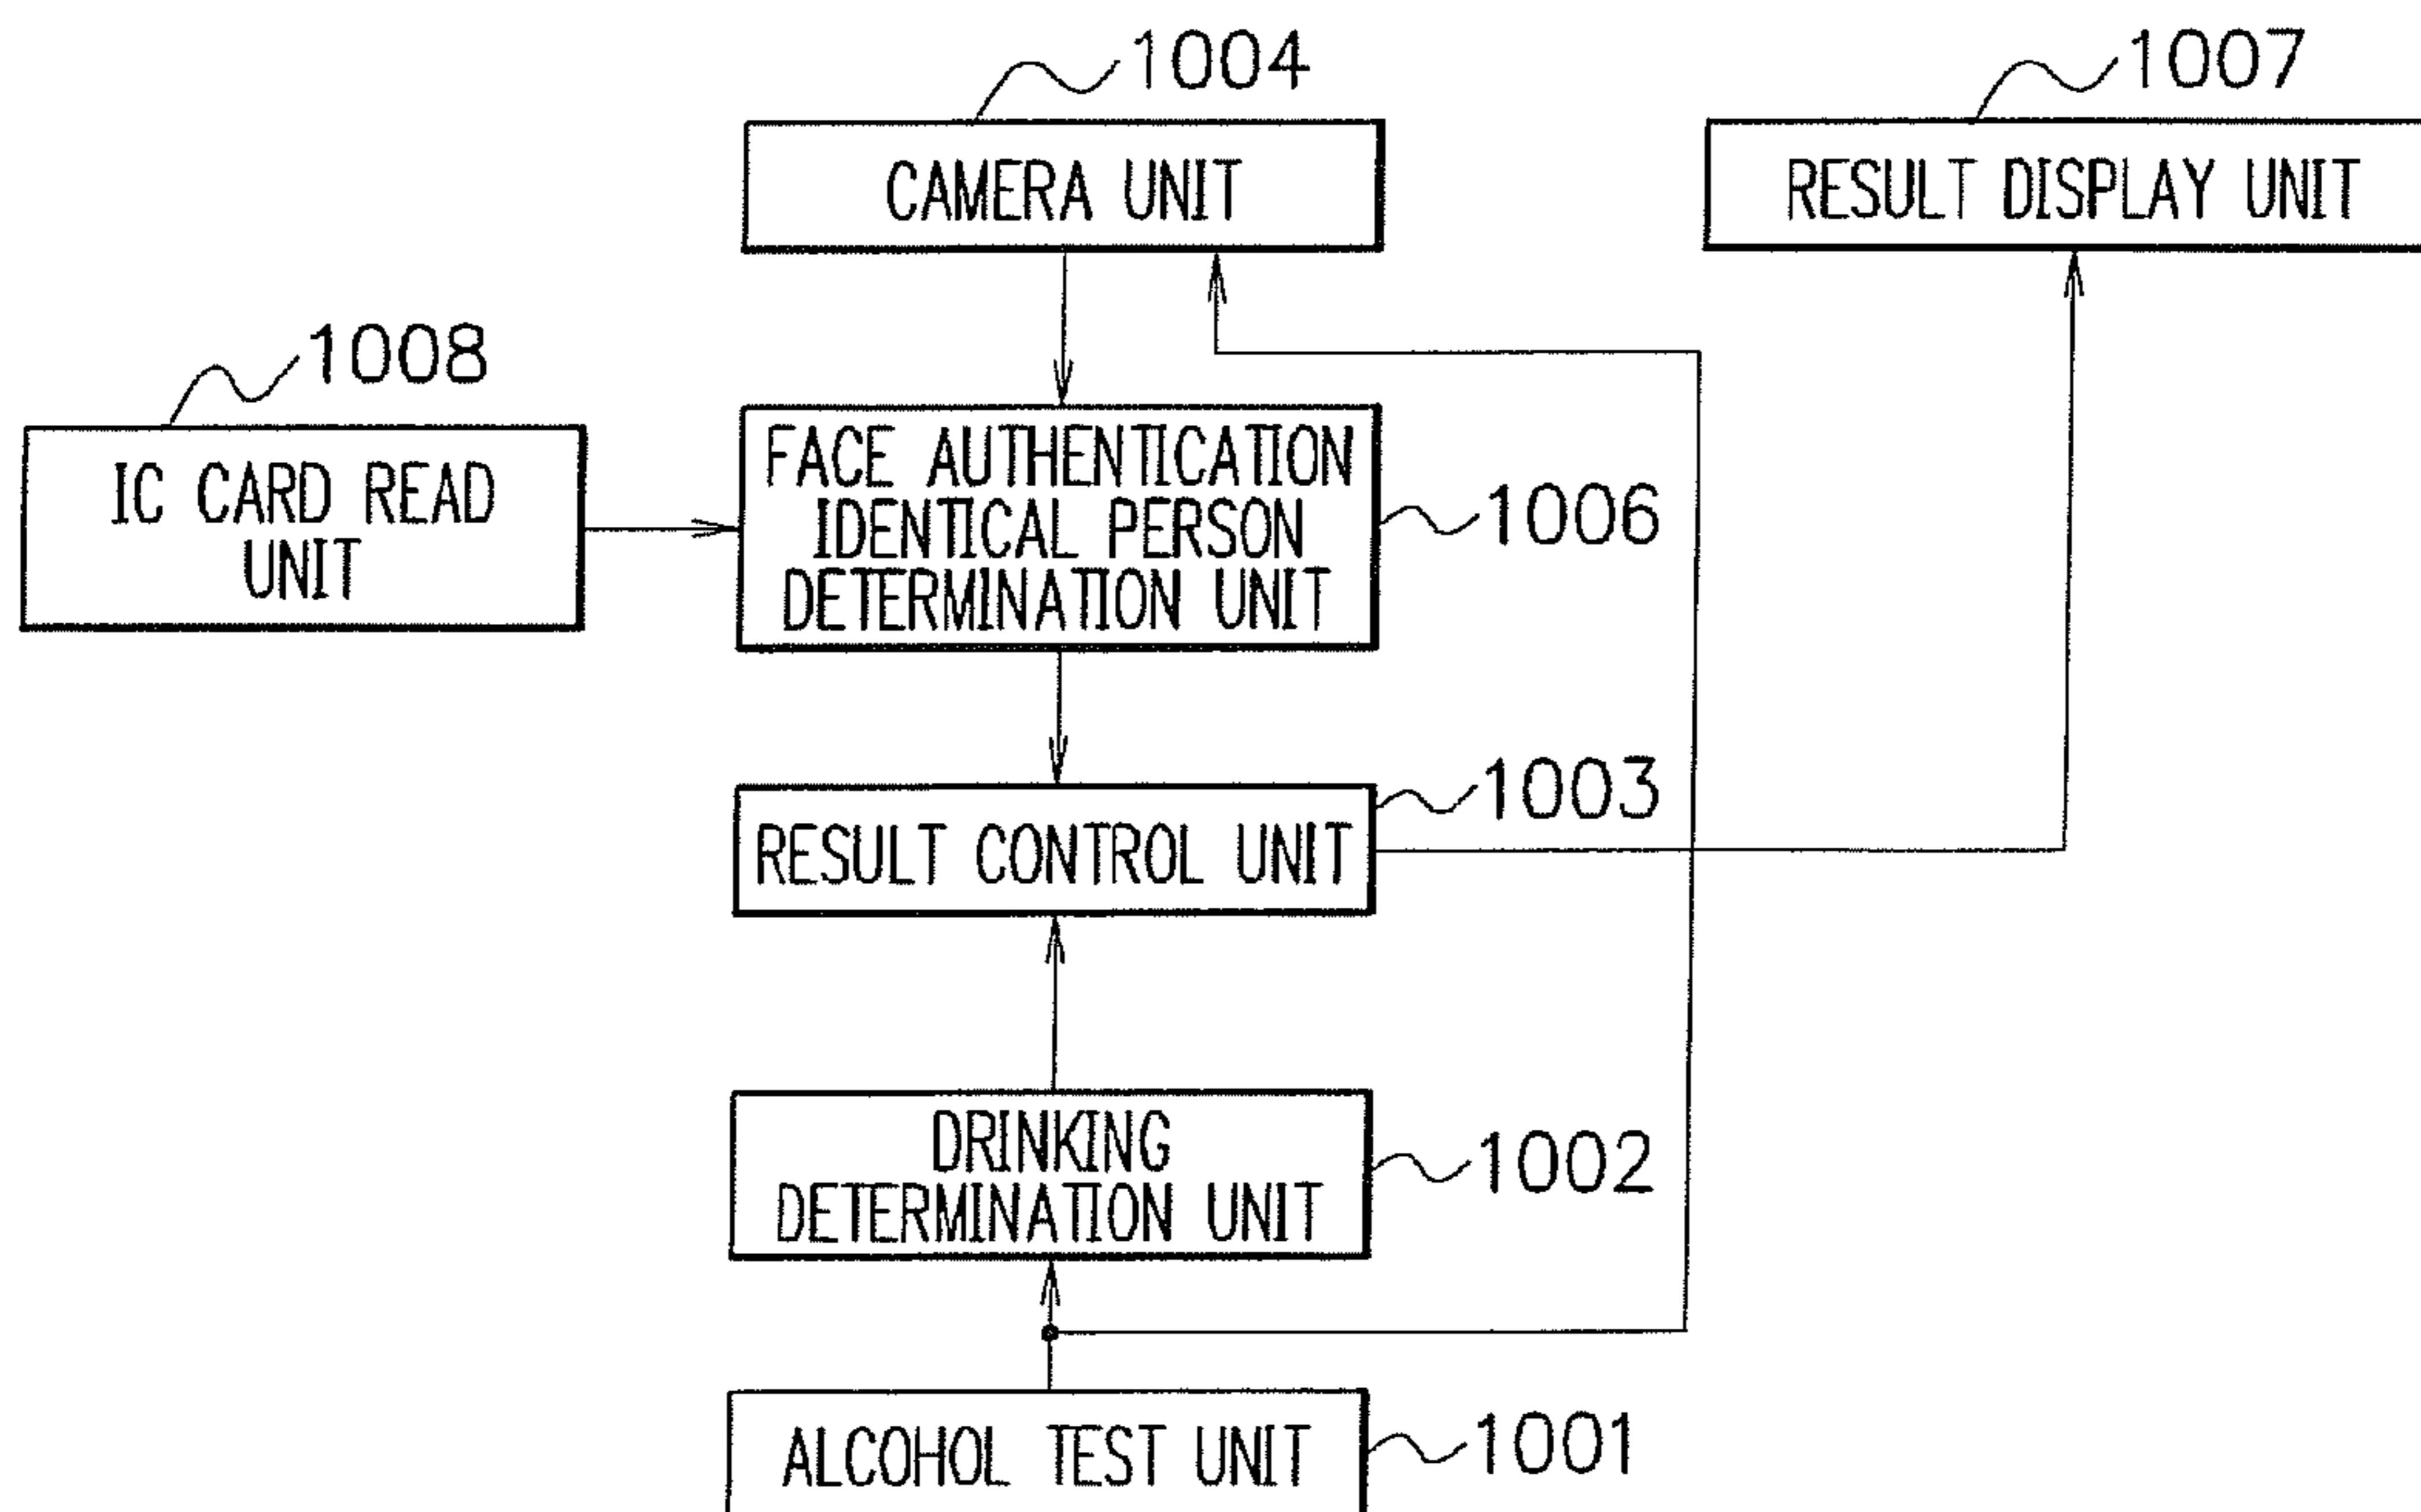 1004
CAMERA UNIT
1007
RESULT DISPLAY UNIT
1008
IC CARD READ
UNIT
FACE AUTHENTICATION
IDENTICAL PERSON
DETERMINATION UNIT
1006
RESULT CONTROL UNIT
1003
DRINKING
DETERMINATION UNIT
1002
ALCOHOL TEST UNIT
1001